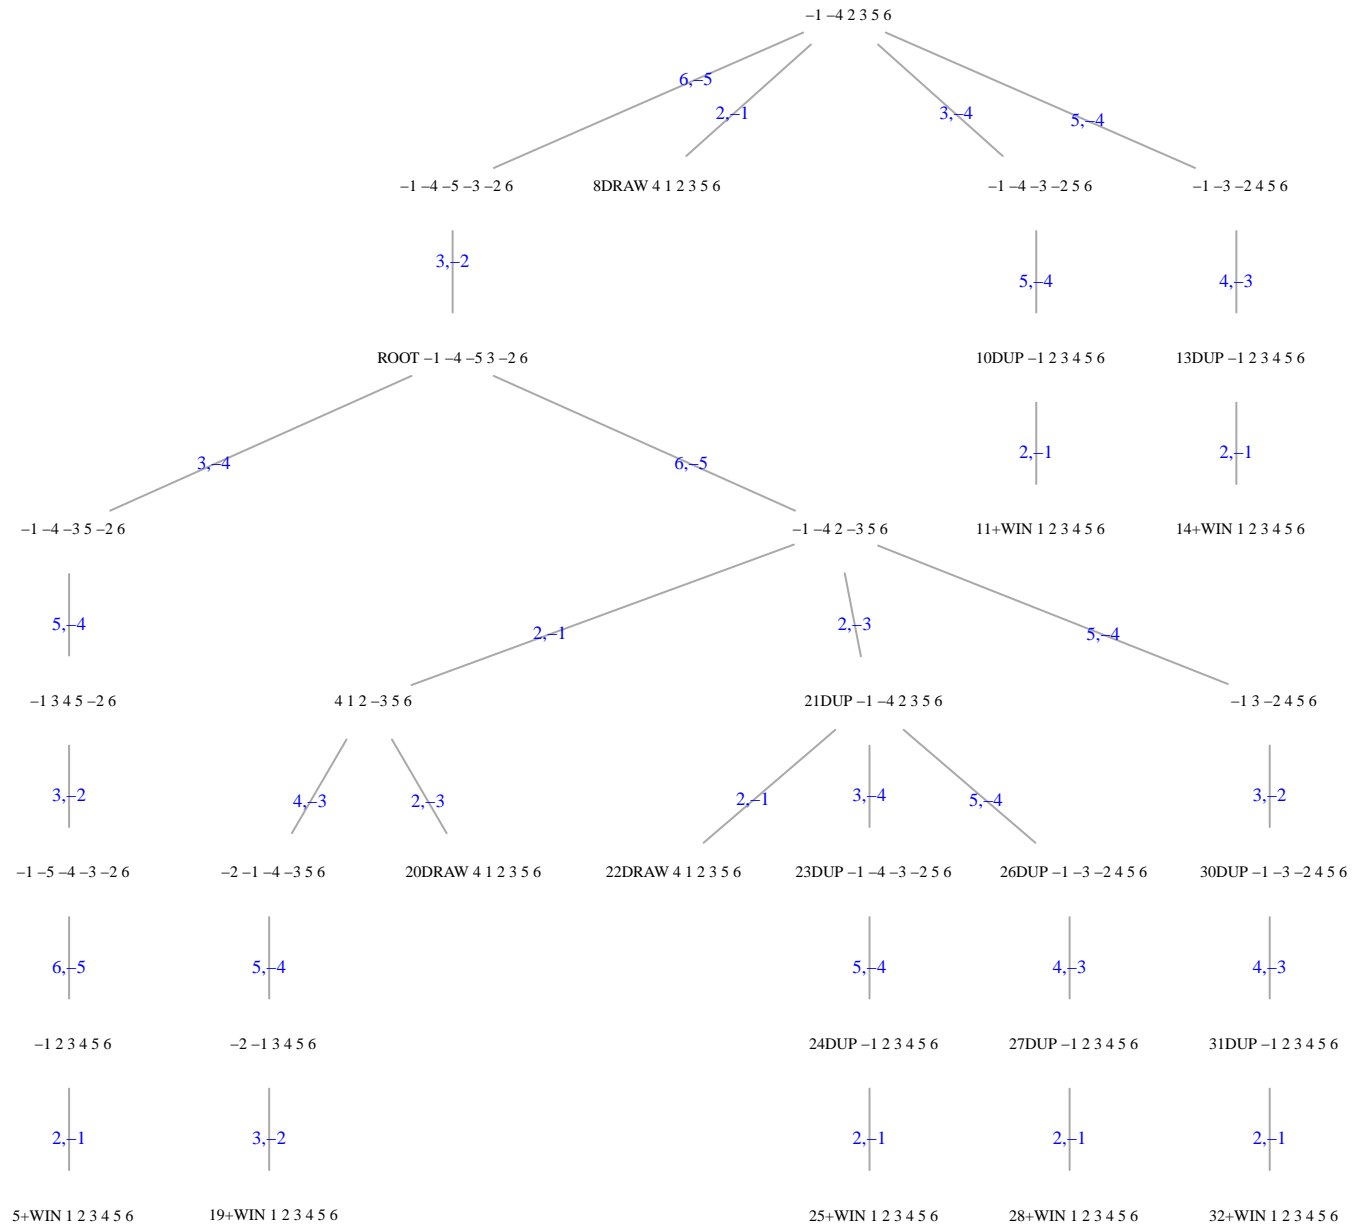 −1 −4 2 3 5 6
6,−5
2,−1
3,−4
5,−4
−1 −4 −5 −3 −2 6
8DRAW 4 1 2 3 5 6
−1 −4 −3 −2 5 6
−1 −3 −2 4 5 6
3,−2
5,−4
4,−3
ROOT −1 −4 −5 3 −2 6
10DUP −1 2 3 4 5 6
13DUP −1 2 3 4 5 6
3,−4
6,−5
2,−1
2,−1
−1 −4 −3 5 −2 6
−1 −4 2 −3 5 6
11+WIN 1 2 3 4 5 6
14+WIN 1 2 3 4 5 6
5,−4
2,−1
2,−3
5,−4
−1 3 4 5 −2 6
4 1 2 −3 5 6
21DUP −1 −4 2 3 5 6
−1 3 −2 4 5 6
3,−2
4,−3
2,−3
2,−1
3,−4
5,−4
3,−2
−1 −5 −4 −3 −2 6
−2 −1 −4 −3 5 6
20DRAW 4 1 2 3 5 6
22DRAW 4 1 2 3 5 6
23DUP −1 −4 −3 −2 5 6
26DUP −1 −3 −2 4 5 6
30DUP −1 −3 −2 4 5 6
6,−5
5,−4
5,−4
4,−3
4,−3
−1 2 3 4 5 6
−2 −1 3 4 5 6
24DUP −1 2 3 4 5 6
27DUP −1 2 3 4 5 6
31DUP −1 2 3 4 5 6
2,−1
3,−2
2,−1
2,−1
2,−1
5+WIN 1 2 3 4 5 6
19+WIN 1 2 3 4 5 6
25+WIN 1 2 3 4 5 6
28+WIN 1 2 3 4 5 6
32+WIN 1 2 3 4 5 6